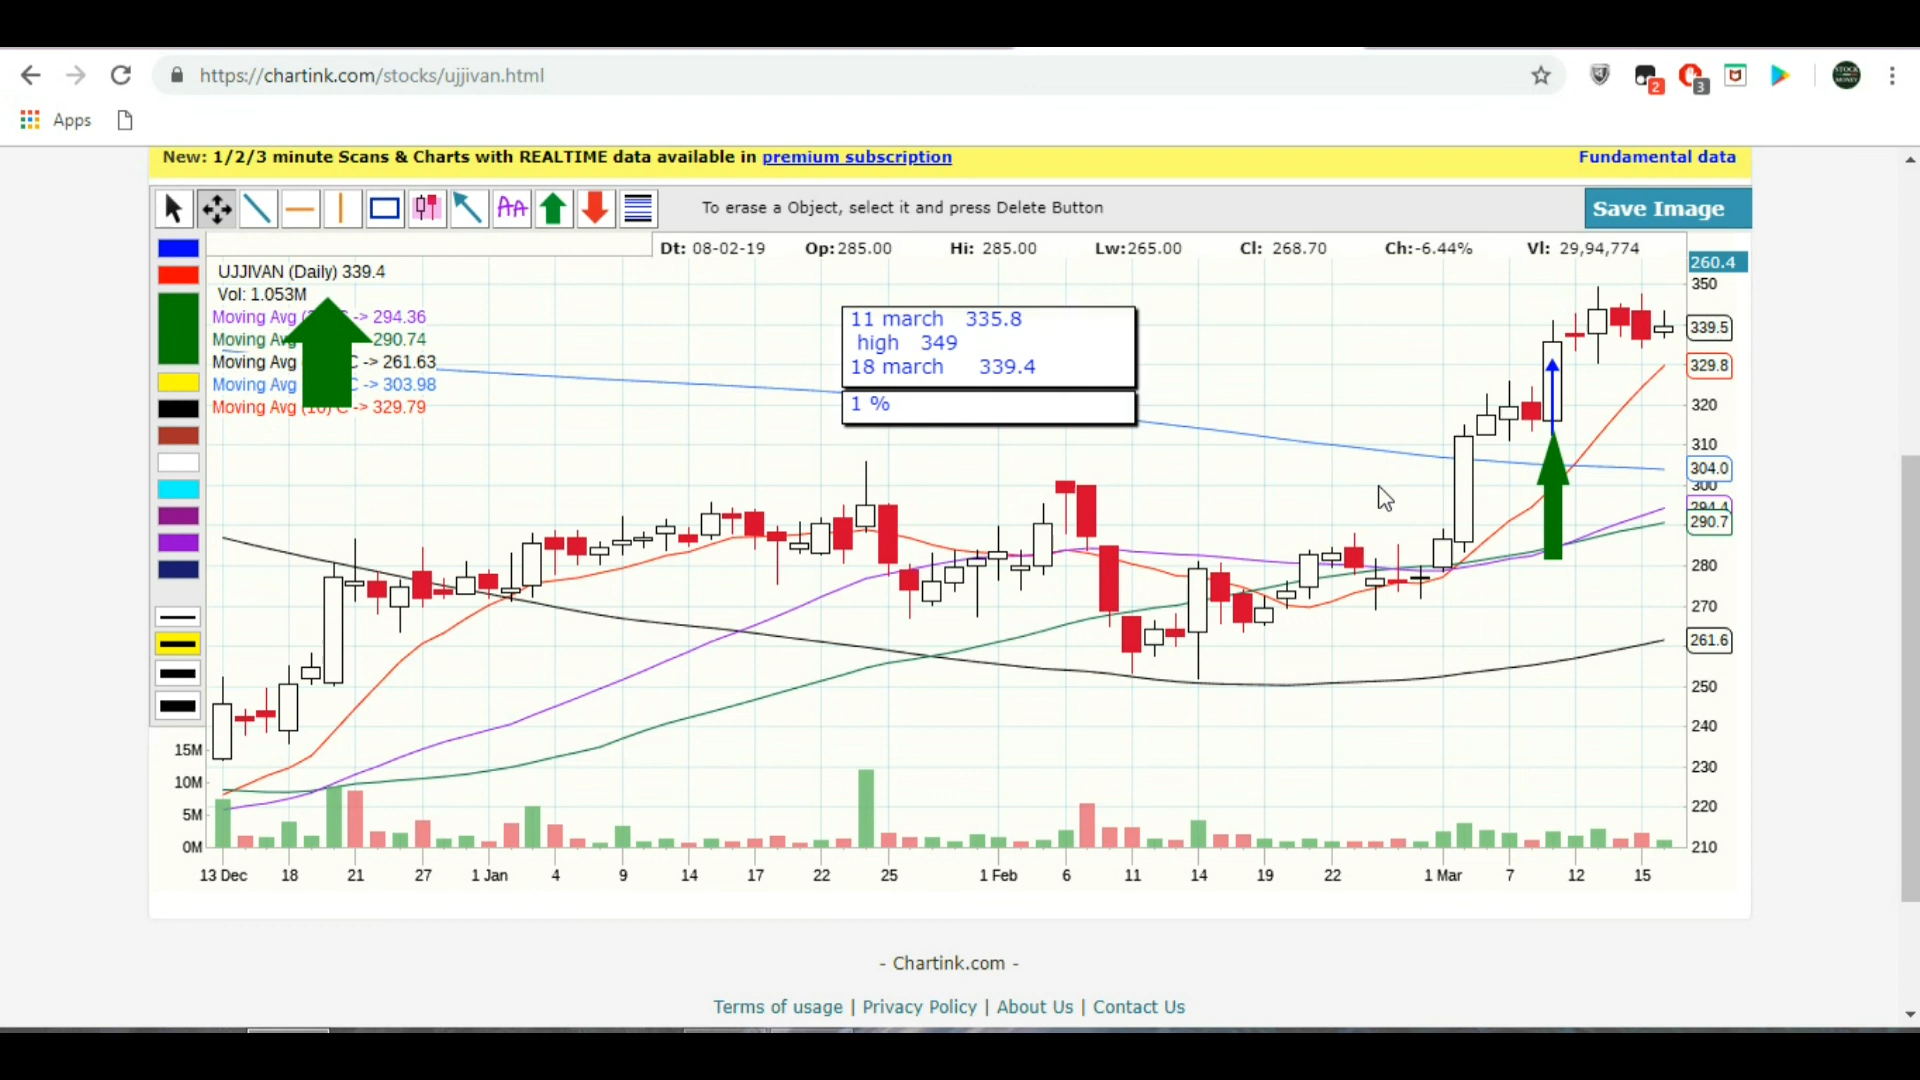 https://chartink.com/stocks/ujjivan.html
2
3
STOCK
MONEY
Apps
New: 1/2/3 minute Scans & Charts with REALTIME data available in premium subscription
Fundamental data
AA
To erase a Object, select it and press Delete Button
Save Image
Dt: 08-02-19 Op:285.00 Hi: 285.00 Lw:265.00 Cl: 268.70 Ch:-6.44% Vl: 29,94,774
260.4
UJJIVAN (Daily) 339.4
Vol: 1.053M
Moving Avg -> 294.36
Moving Avg 290.74
Moving Avg C -> 261.63
Moving Avg C -> 303.98
Moving Avg (10) C -> 329.79
11 march 335.8
high 349
18 march 339.4
1 %
350
339.5
329.8
320
310
304.0
300
294.4
290.7
280
270
261.6
250
240
230
220
210
15M
10M
5M
0M
13 Dec 18 21 27 1 Jan 4 9 14 17 22 25 1 Feb 6 11 14 19 22 1 Mar 7 12 15
- Chartink.com -
Terms of usage | Privacy Policy | About Us | Contact Us